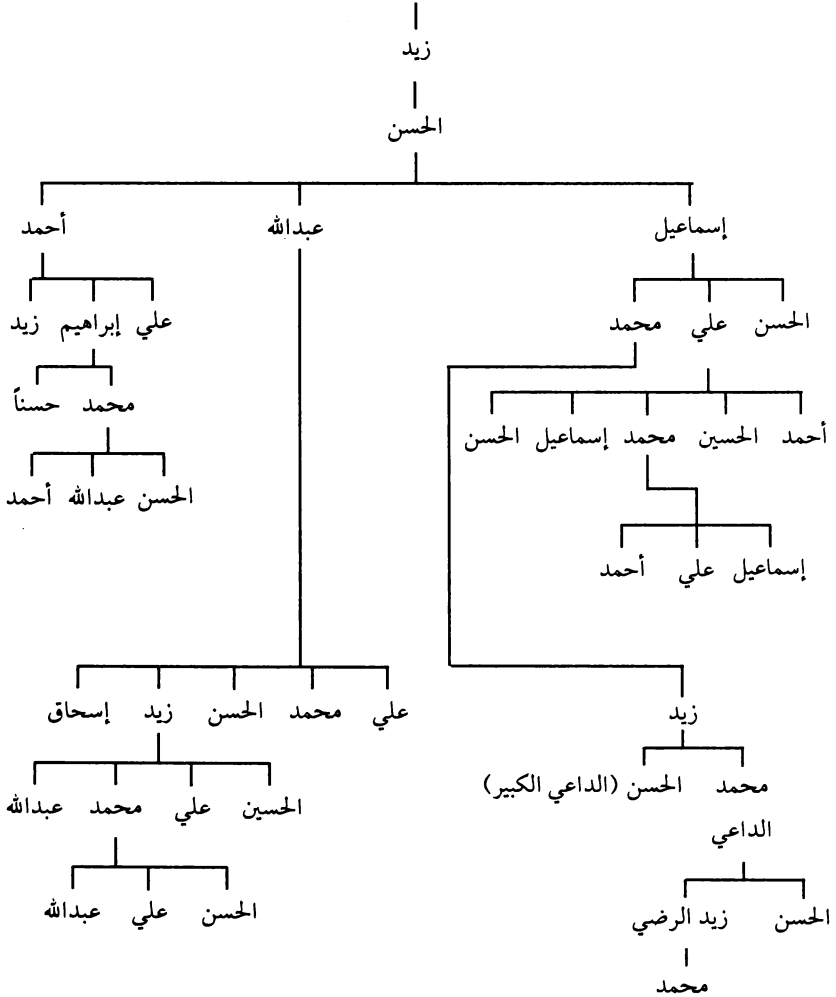 زيد
الحسن
إسماعيل عبدالله أحمد
الحسن علي محمد علي إبراهيم زيد
محمد حسناً
أحمد الحسين محمد إسماعيل الحسن
الحسن عبدالله أحمد
إسماعيل علي أحمد
زيد علي محمد الحسن زيد إسحاق
محمد الحسن (الداعي الكبير)
الحسين علي محمد عبدالله
الداعي
الحسن زيد الرضي الحسن علي عبدالله
محمد